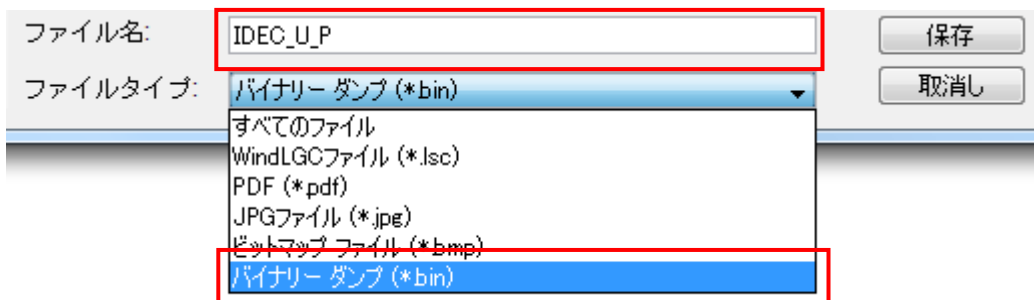 ファイル名: IDEC_U_P 保存
ファイルタイプ: バイナリー ダンプ (*.bin) 取消し
すべてのファイル
WindLGCファイル (*.lsc)
PDF (*.pdf)
JPGファイル (*.jpg)
ビットマップ ファイル (*.bmp)
バイナリー ダンプ (*.bin)